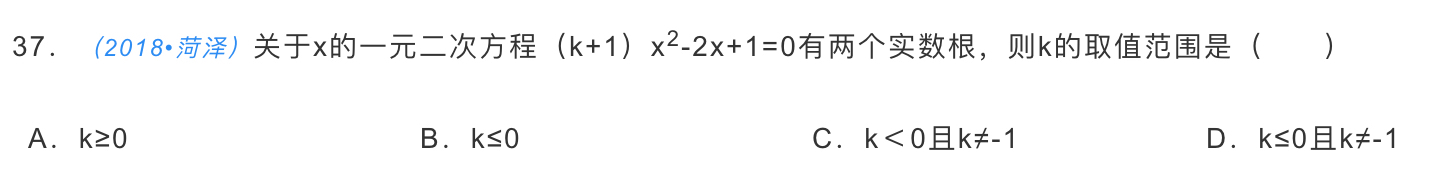 37. （2018•菏泽）关于x的一元二次方程（k+1）x²-2x+1=0有两个实数根，则k的取值范围是（　　）
A. k≥0　　B. k≤0　　C. k＜0且k≠-1　　D. k≤0且k≠-1